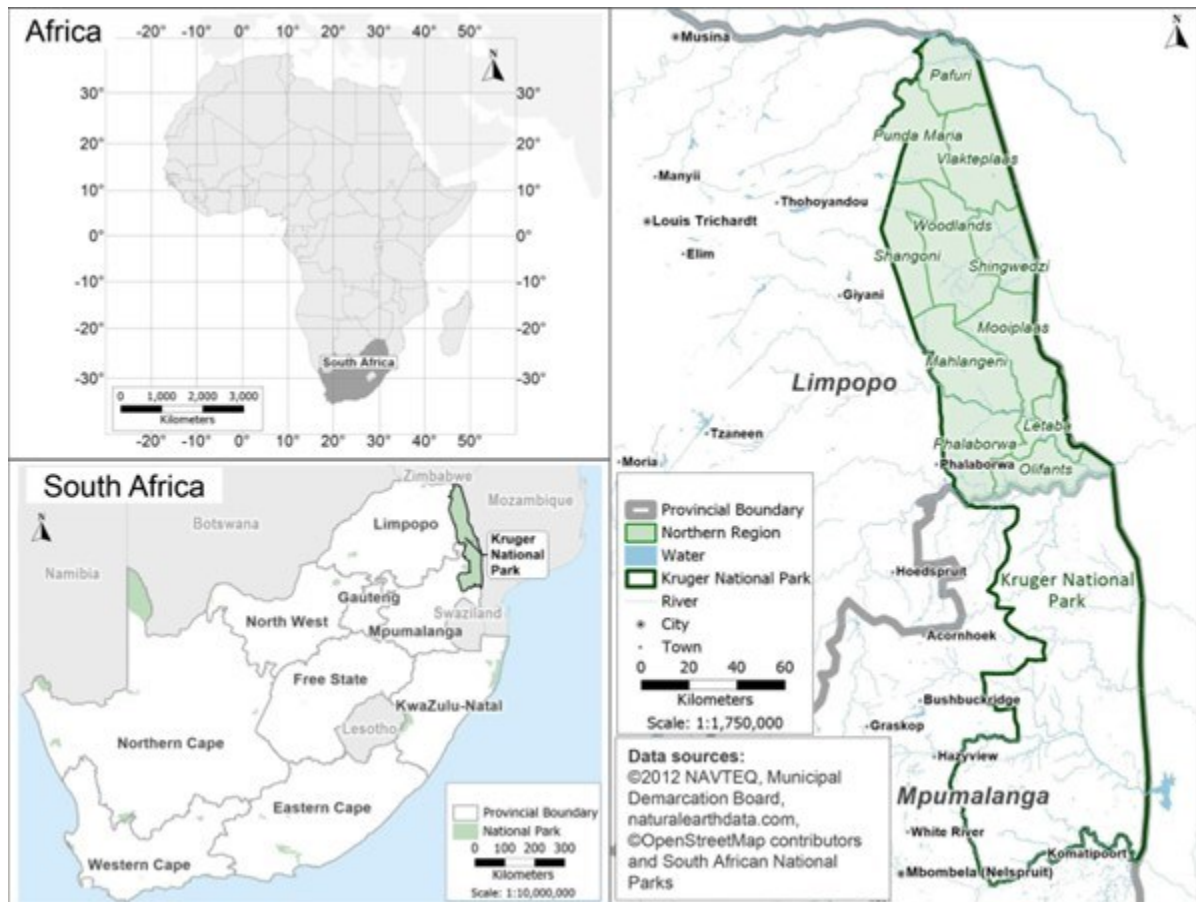 Africa
-20° -10° 0° 10° 20° 30° 40° 50°
30° 30°
20° 20°
10° 10°
0° 0°
-10° -10°
-20° -20°
-30° -30°
South Africa
0 1,000 2,000 3,000
Kilometers
-20° -10° 0° 10° 20° 30° 40° 50°
South Africa
Zimbabwe
Mozambique
Botswana
Limpopo
Kruger
National
Park
Namibia
Gauteng
North West
Swaziland
Mpumalanga
Free State
KwaZulu-Natal
Lesotho
Northern Cape
Eastern Cape
Western Cape
Provincial Boundary
National Park
0 100 200 300
Kilometers
Scale: 1:10,000,000
N
Musina
Pafuri
Punda Maria
Vlakteplaas
Manyii
Thohoyandou
Louis Trichardt
Woodlands
Elim
Shangoni
Shingwedzi
Giyani
Mooiplaas
Mahlangeni
Limpopo
Letaba
Tzaneen
Phalaborwa
Moria
Phalaborwa
Olifants
Provincial Boundary
Northern Region
Water
Kruger National Park
River
City
Town
0 20 40 60
Kilometers
Scale: 1:1,750,000
Hoedspruit
Kruger National
Park
Acornhoek
Bushbuckridge
Graskop
Hazyview
Mpumalanga
White River
Komatipoort
Mbombela (Nelspruit)
Data sources:
©2012 NAVTEQ, Municipal
Demarcation Board,
naturalearthdata.com,
©OpenStreetMap contributors
and South African National
Parks